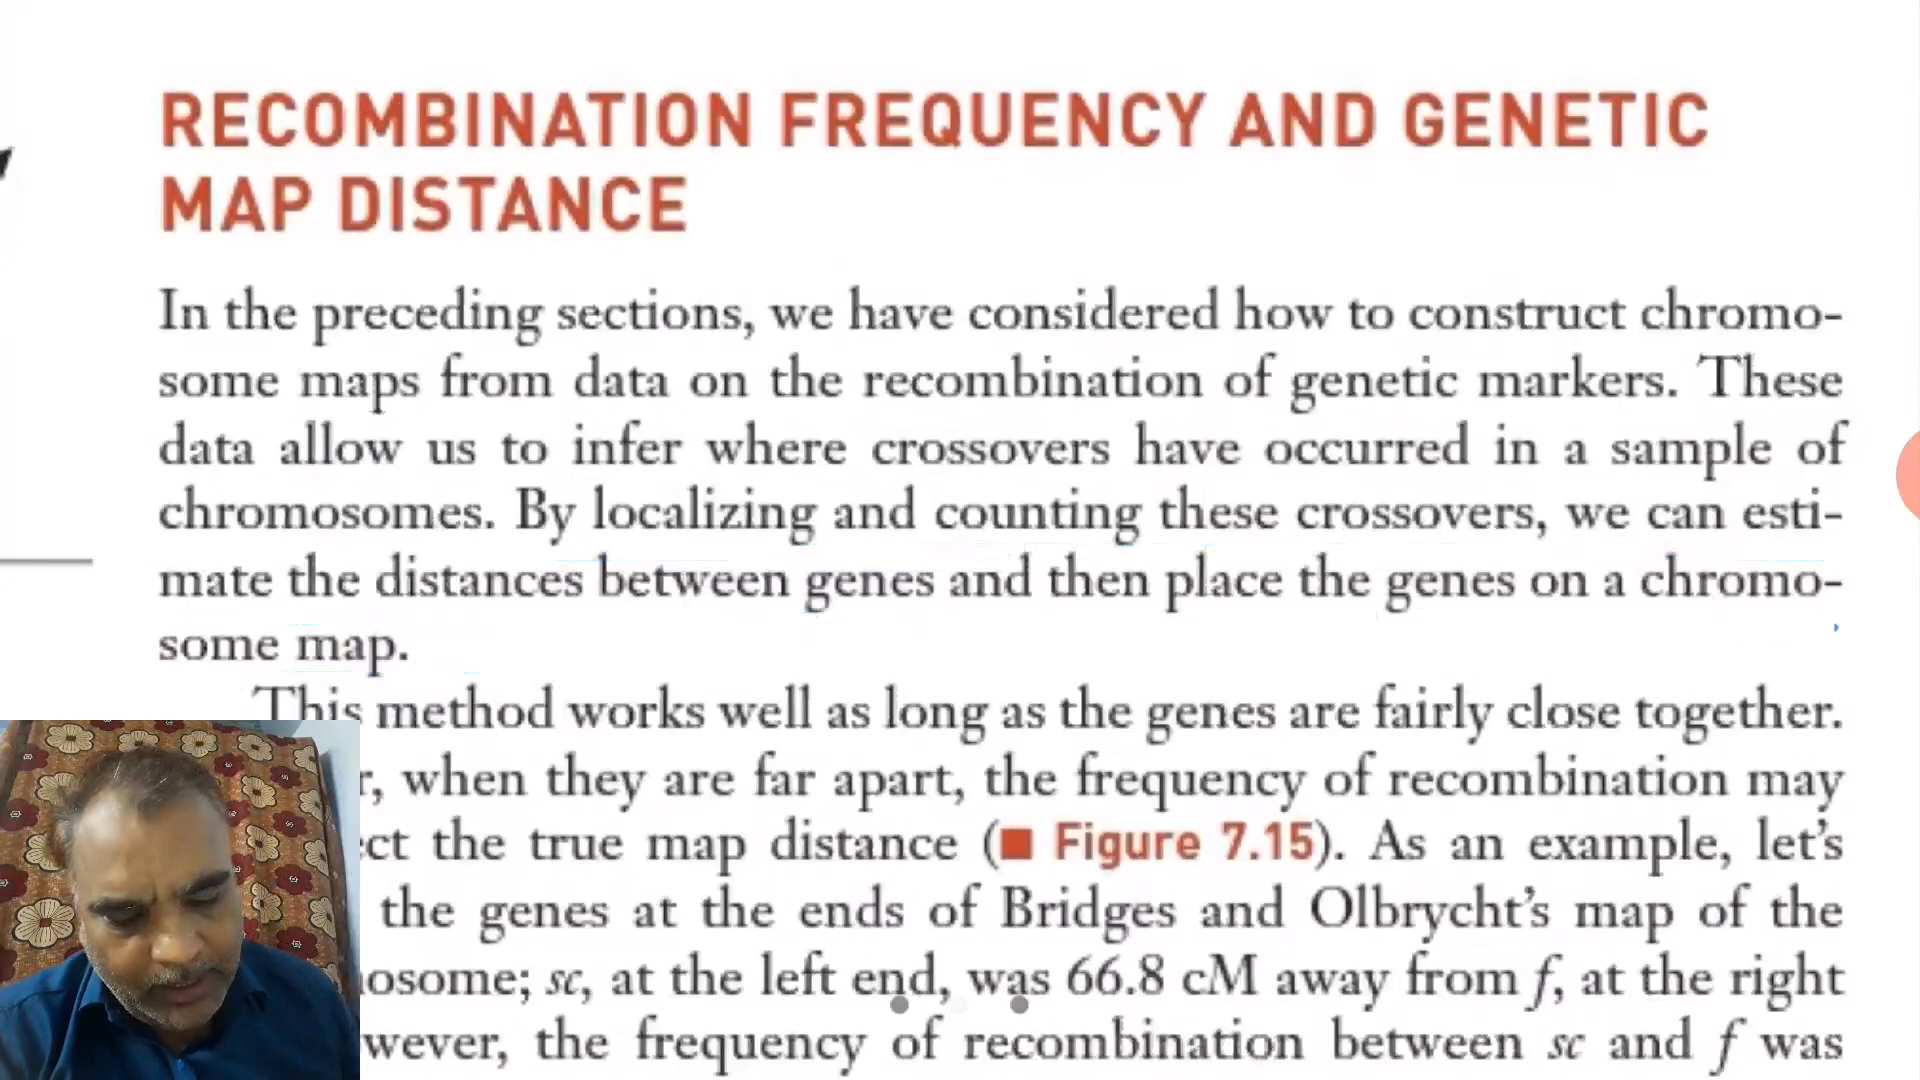 RECOMBINATION FREQUENCY AND GENETIC
MAP DISTANCE
In the preceding sections, we have considered how to construct chromo-
some maps from data on the recombination of genetic markers. These
data allow us to infer where crossovers have occurred in a sample of
chromosomes. By localizing and counting these crossovers, we can esti-
mate the distances between genes and then place the genes on a chromo-
some map.
This method works well as long as the genes are fairly close together.
r, when they are far apart, the frequency of recombination may
ct the true map distance (■ Figure 7.15). As an example, let's
the genes at the ends of Bridges and Olbrycht's map of the
osome; sc, at the left end, was 66.8 cM away from f, at the right
wever, the frequency of recombination between sc and f was